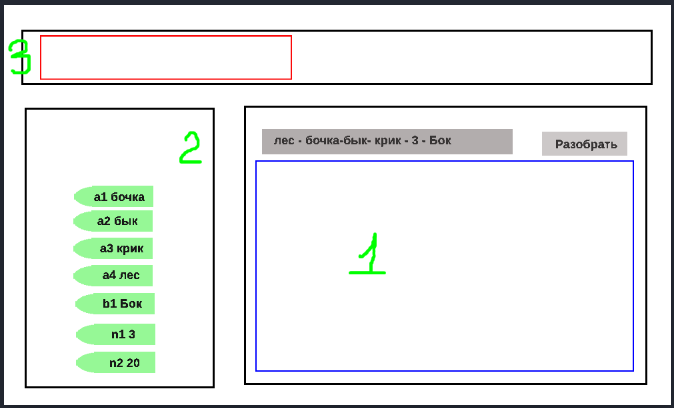 3
2
a1 бочка
a2 бык
a3 крик
a4 лес
b1 Бок
n1 3
n2 20
лес - бочка-бык- крик - 3 - Бок
Разобрать
1